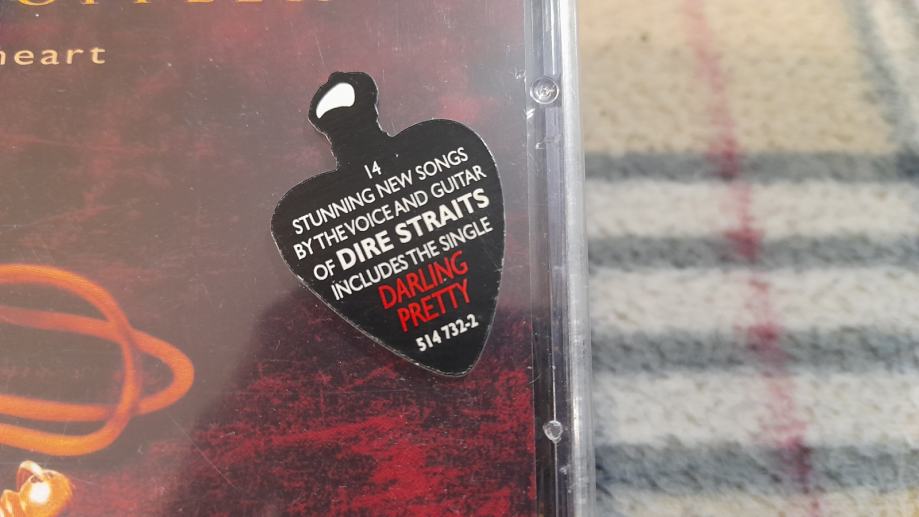 heart
14
STUNNING NEW SONGS
BY THE VOICE AND GUITAR
OF DIRE STRAITS
INCLUDES THE SINGLE
DARLING
PRETTY
514 732-2